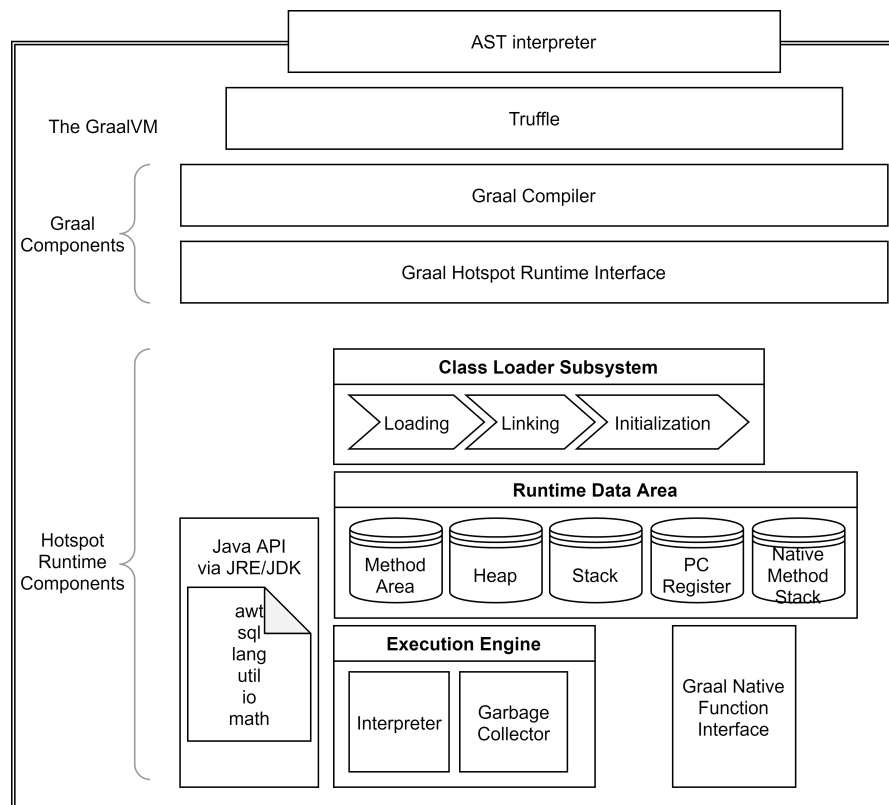 AST interpreter
The GraalVM
Truffle
Graal
Components
Graal Compiler
Graal Hotspot Runtime Interface
Hotspot
Runtime
Components
Class Loader Subsystem
Loading
Linking
Initialization
Runtime Data Area
Method
Area
Heap
Stack
PC
Register
Native
Method
Stack
Java API
via JRE/JDK
awt
sql
lang
util
io
math
Execution Engine
Interpreter
Garbage
Collector
Graal Native
Function
Interface